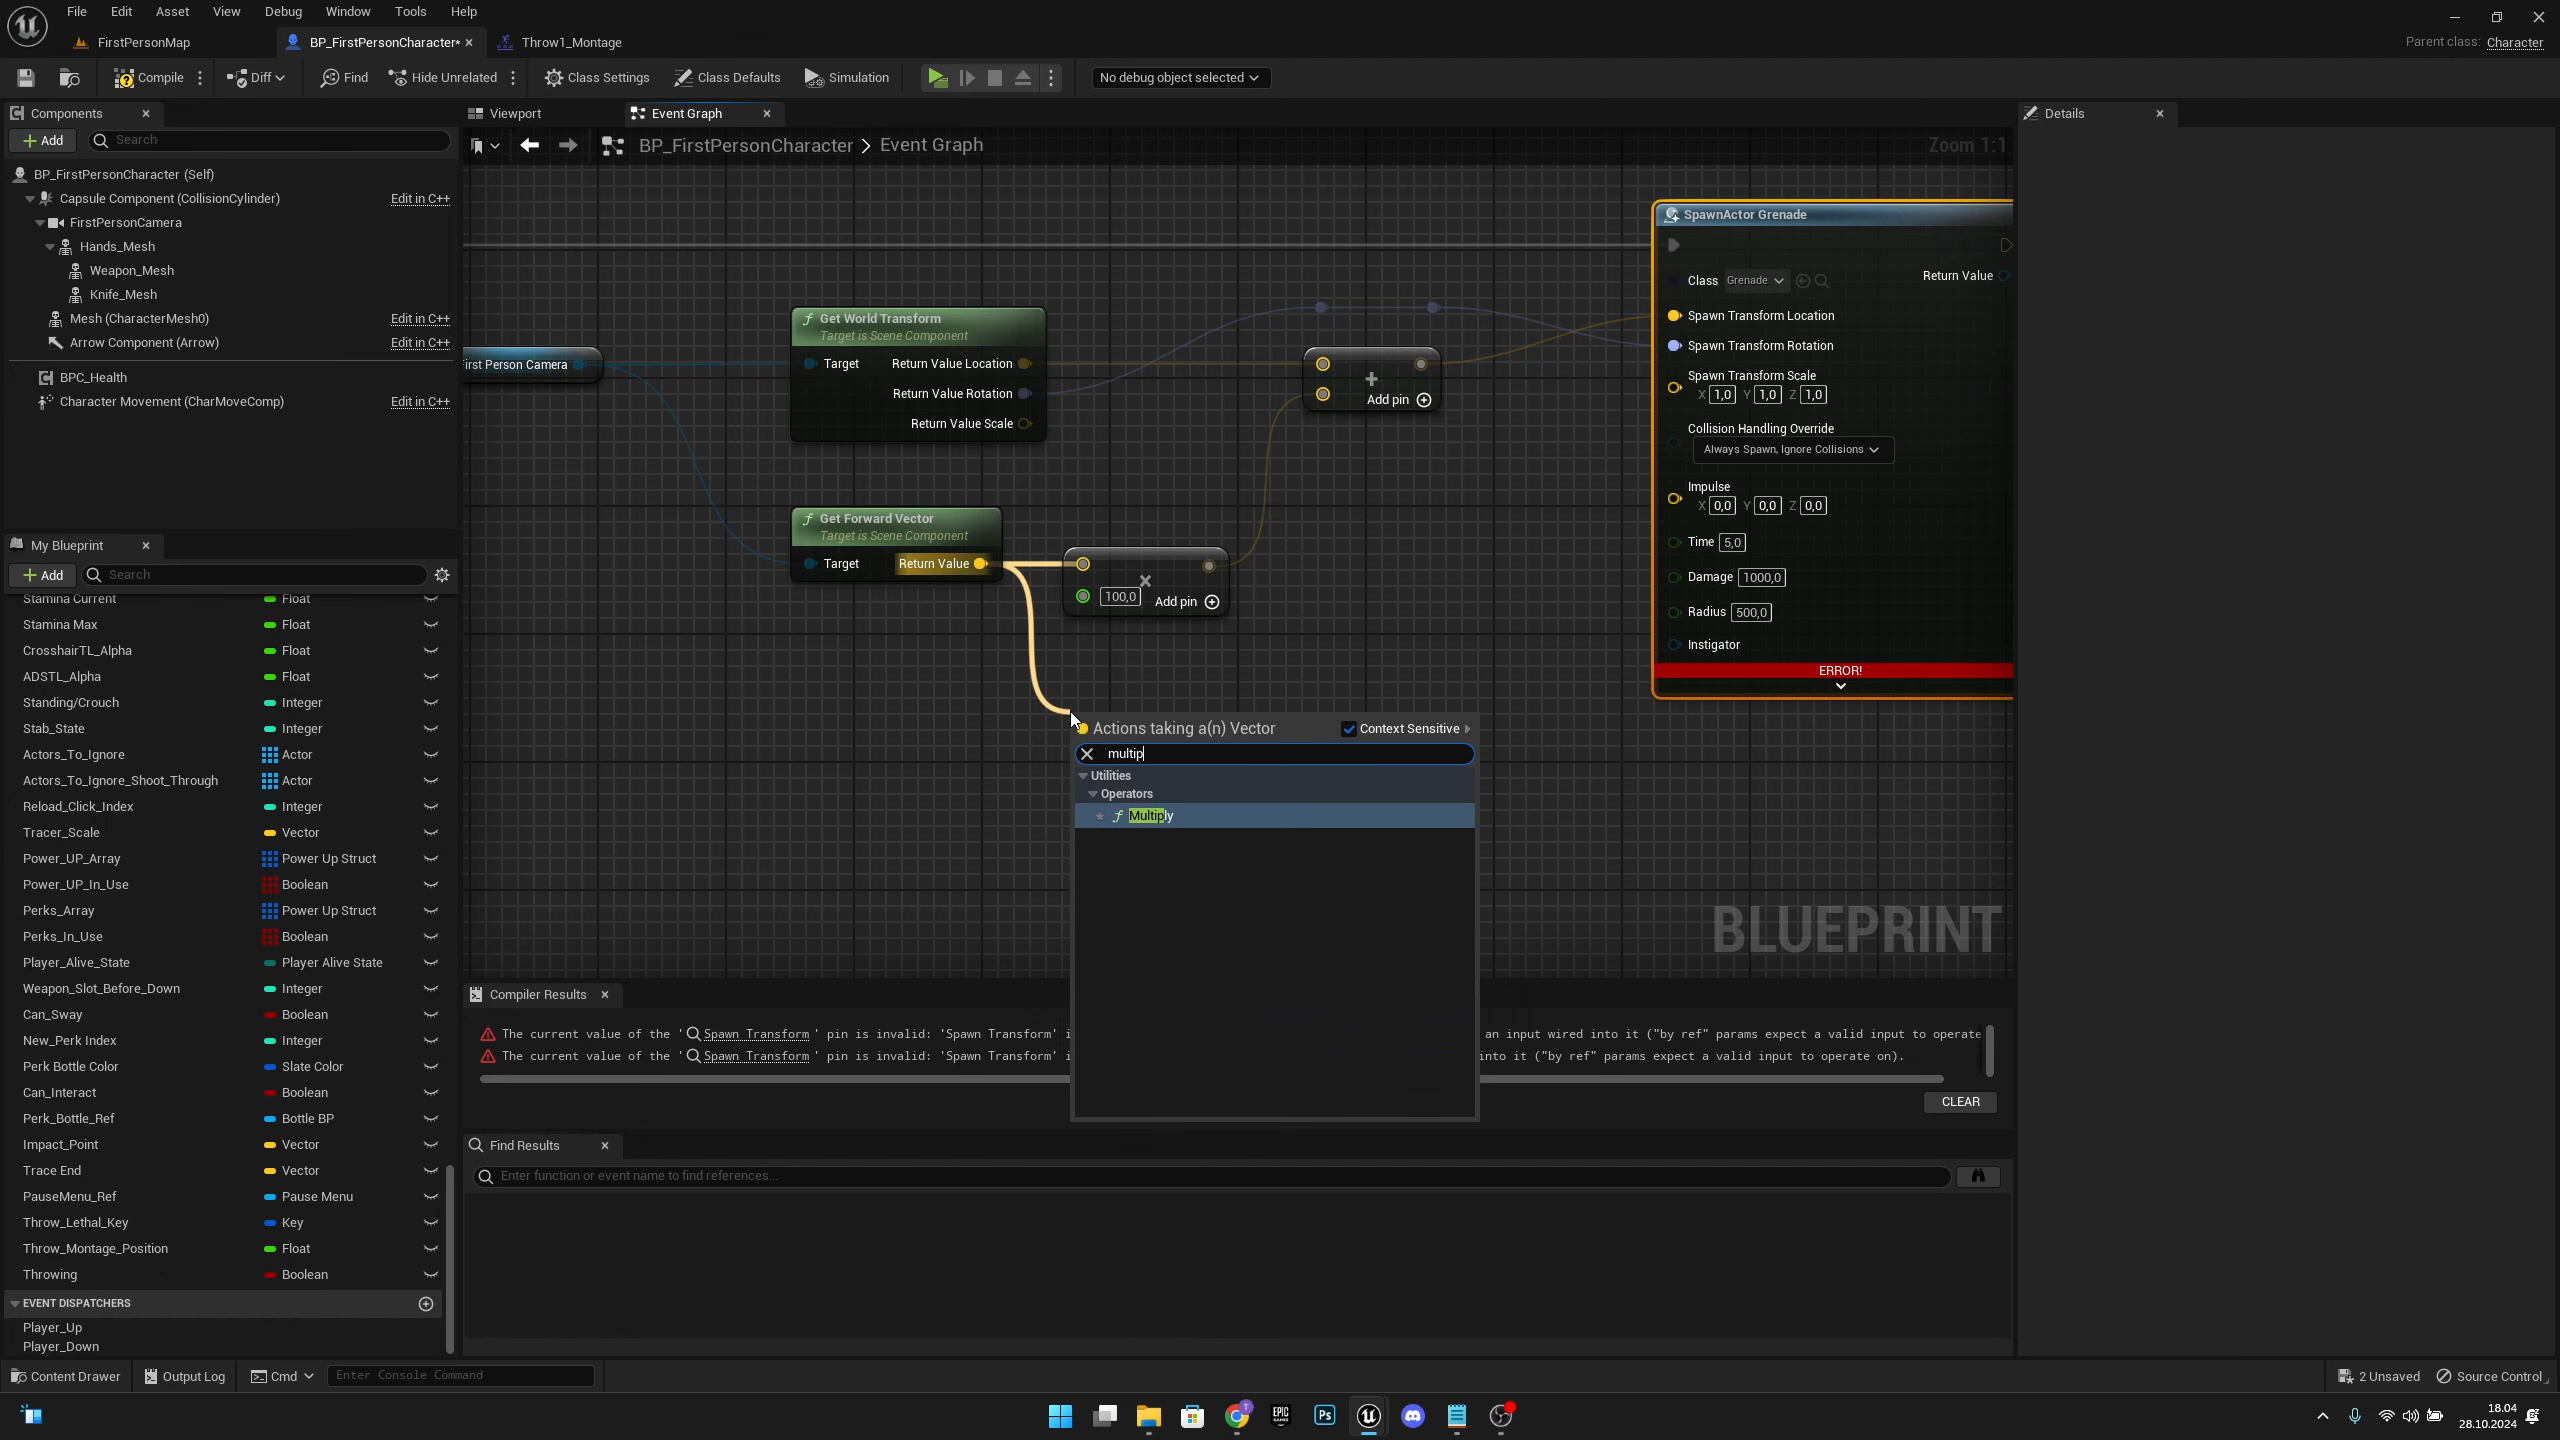 File Edit Asset View Debug Window Tools Help
FirstPersonMap
BP_FirstPersonCharacter*
Throw1_Montage
Parent class: Character
Compile
Diff
Find
Hide Unrelated
Class Settings
Class Defaults
Simulation
No debug object selected
Components
Viewport
Event Graph
Details
Add
Search
BP_FirstPersonCharacter > Event Graph
Zoom 1:1
BP_FirstPersonCharacter (Self)
Capsule Component (CollisionCylinder) Edit in C++
FirstPersonCamera
Hands_Mesh
Weapon_Mesh
Knife_Mesh
Mesh (CharacterMesh0) Edit in C++
Arrow Component (Arrow) Edit in C++
BPC_Health
Character Movement (CharMoveComp) Edit in C++
My Blueprint
Add
Search
Stamina Current Float
Stamina Max Float
CrosshairTL_Alpha Float
ADSTL_Alpha Float
Standing/Crouch Integer
Stab_State Integer
Actors_To_Ignore Actor
Actors_To_Ignore_Shoot_Through Actor
Reload_Click_Index Integer
Tracer_Scale Vector
Power_UP_Array Power Up Struct
Power_UP_In_Use Boolean
Perks_Array Power Up Struct
Perks_In_Use Boolean
Player_Alive_State Player Alive State
Weapon_Slot_Before_Down Integer
Can_Sway Boolean
New_Perk Index Integer
Perk Bottle Color Slate Color
Can_Interact Boolean
Perk_Bottle_Ref Bottle BP
Impact_Point Vector
Trace End Vector
PauseMenu_Ref Pause Menu
Throw_Lethal_Key Key
Throw_Montage_Position Float
Throwing Boolean
EVENT DISPATCHERS
Player_Up
Player_Down
First Person Camera
Get World Transform
Target is Scene Component
Target Return Value Location
Return Value Rotation
Return Value Scale
Get Forward Vector
Target is Scene Component
Target Return Value
100,0
Add pin
Add pin
SpawnActor Grenade
Class Grenade
Return Value
Spawn Transform Location
Spawn Transform Rotation
Spawn Transform Scale
X 1,0 Y 1,0 Z 1,0
Collision Handling Override
Always Spawn, Ignore Collisions
Impulse
X 0,0 Y 0,0 Z 0,0
Time 5,0
Damage 1000,0
Radius 500,0
Instigator
ERROR!
Actions taking a(n) Vector Context Sensitive
multip
Utilities
Operators
Multiply
BLUEPRINT
Compiler Results
The current value of the ' Spawn Transform ' pin is invalid: 'Spawn Transform' i an input wired into it ("by ref" params expect a valid input to operate
The current value of the ' Spawn Transform ' pin is invalid: 'Spawn Transform' i into it ("by ref" params expect a valid input to operate on).
CLEAR
Find Results
Enter function or event name to find references...
Content Drawer
Output Log
Cmd
Enter Console Command
2 Unsaved
Source Control
EPIC GAMES
Ps
18.04
28.10.2024